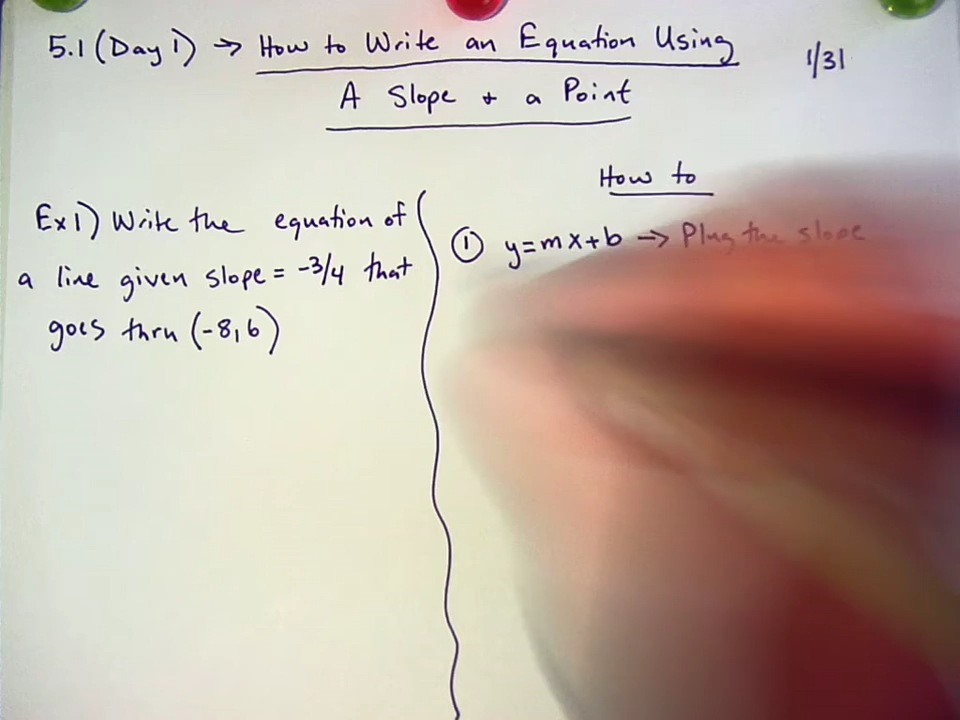 5.1 (Day 1) → How to Write an Equation Using
A Slope + a Point
1/31
Ex 1) Write the equation of
a line given slope = -3/4 that
goes thru (-8,6)
How to
① y=mx+b → Plug the slope